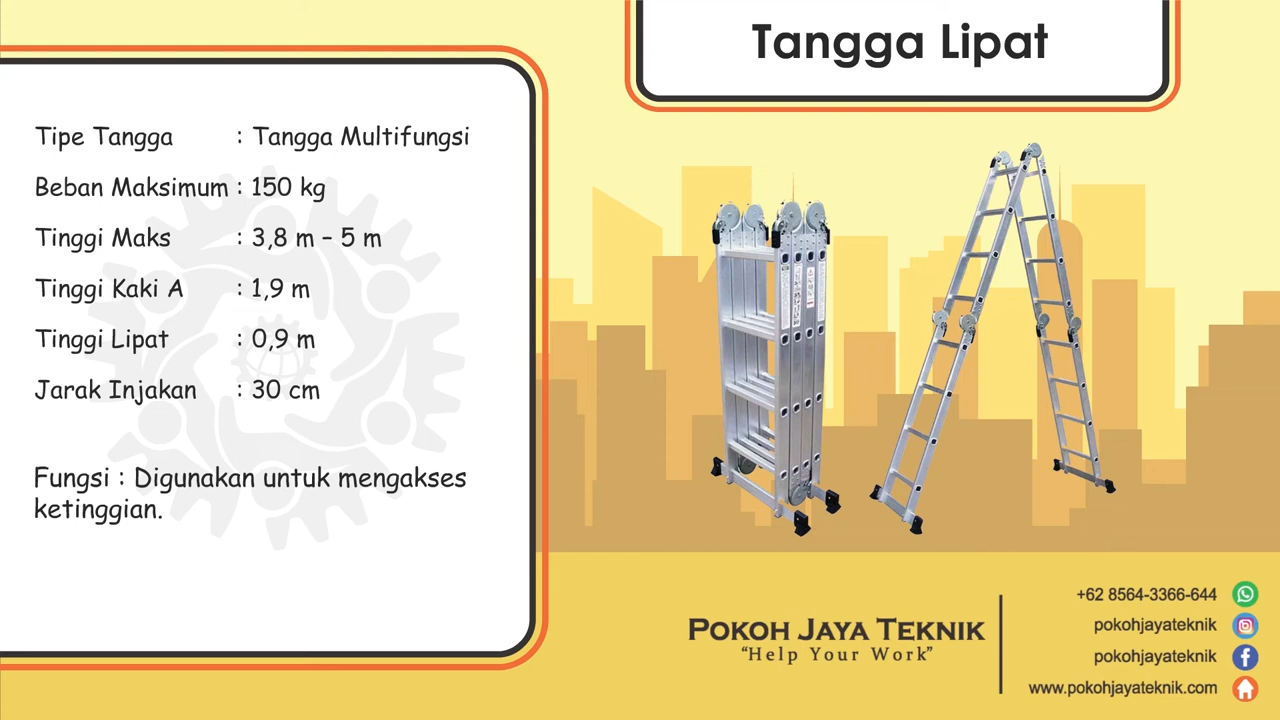 Tangga Lipat
Tipe Tangga : Tangga Multifungsi
Beban Maksimum : 150 kg
Tinggi Maks : 3,8 m – 5 m
Tinggi Kaki A : 1,9 m
Tinggi Lipat : 0,9 m
Jarak Injakan : 30 cm
Fungsi : Digunakan untuk mengakses
ketinggian.
POKOH JAYA TEKNIK
“Help Your Work”
+62 8564-3366-644
pokohjayateknik
pokohjayateknik
www.pokohjayateknik.com